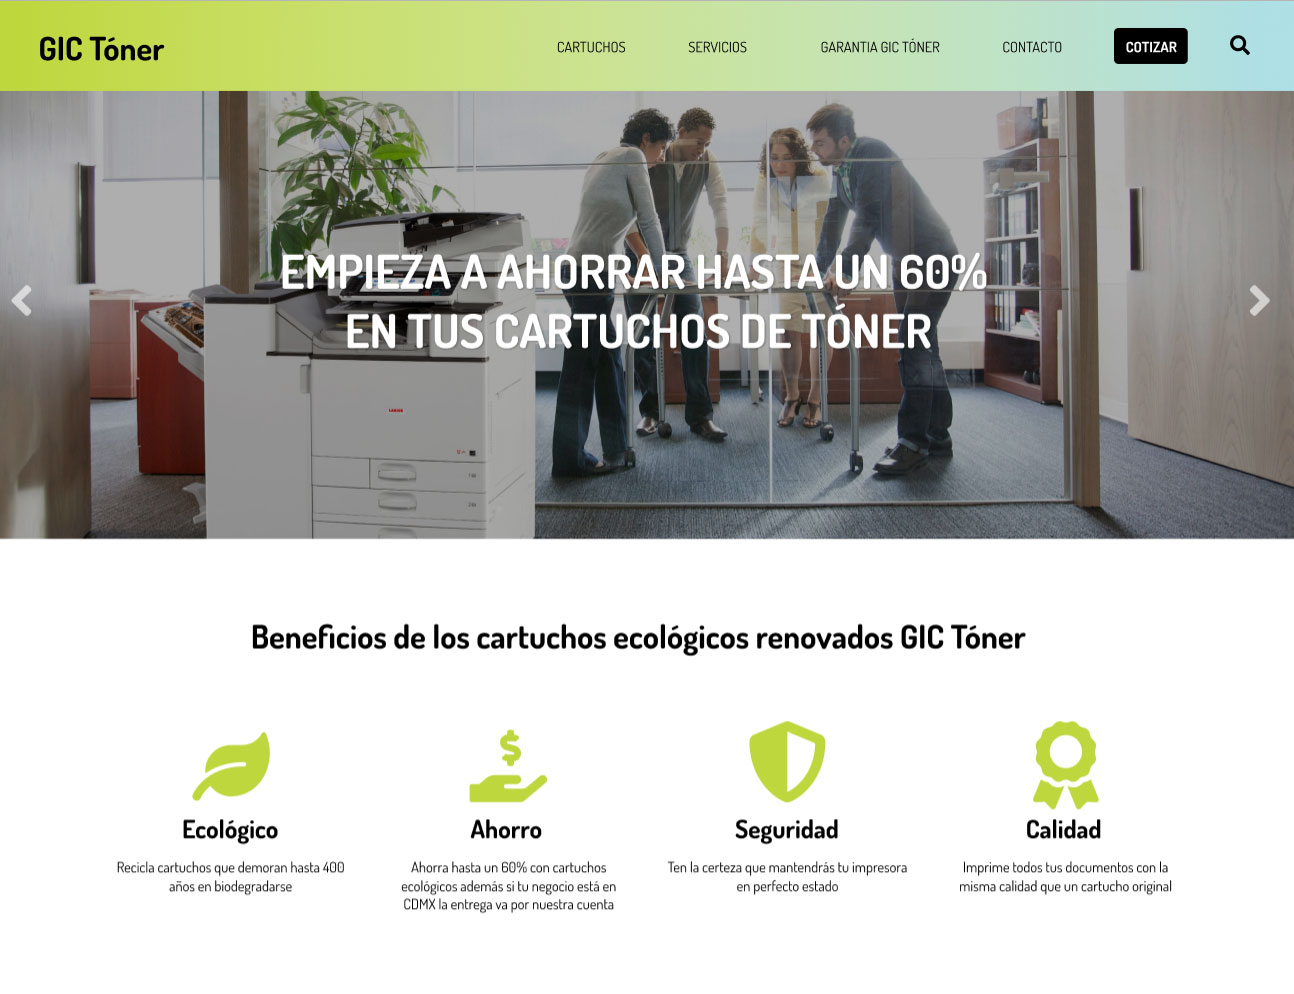 GIC Tóner
CARTUCHOS SERVICIOS GARANTIA GIC TÓNER CONTACTO COTIZAR
EMPIEZA A AHORRAR HASTA UN 60%
EN TUS CARTUCHOS DE TÓNER
Beneficios de los cartuchos ecológicos renovados GIC Tóner
Ecológico
Recicla cartuchos que demoran hasta 400
años en biodegradarse
Ahorro
Ahorra hasta un 60% con cartuchos
ecológicos además si tu negocio está en
CDMX la entrega va por nuestra cuenta
Seguridad
Ten la certeza que mantendrás tu impresora
en perfecto estado
Calidad
Imprime todos tus documentos con la
misma calidad que un cartucho original